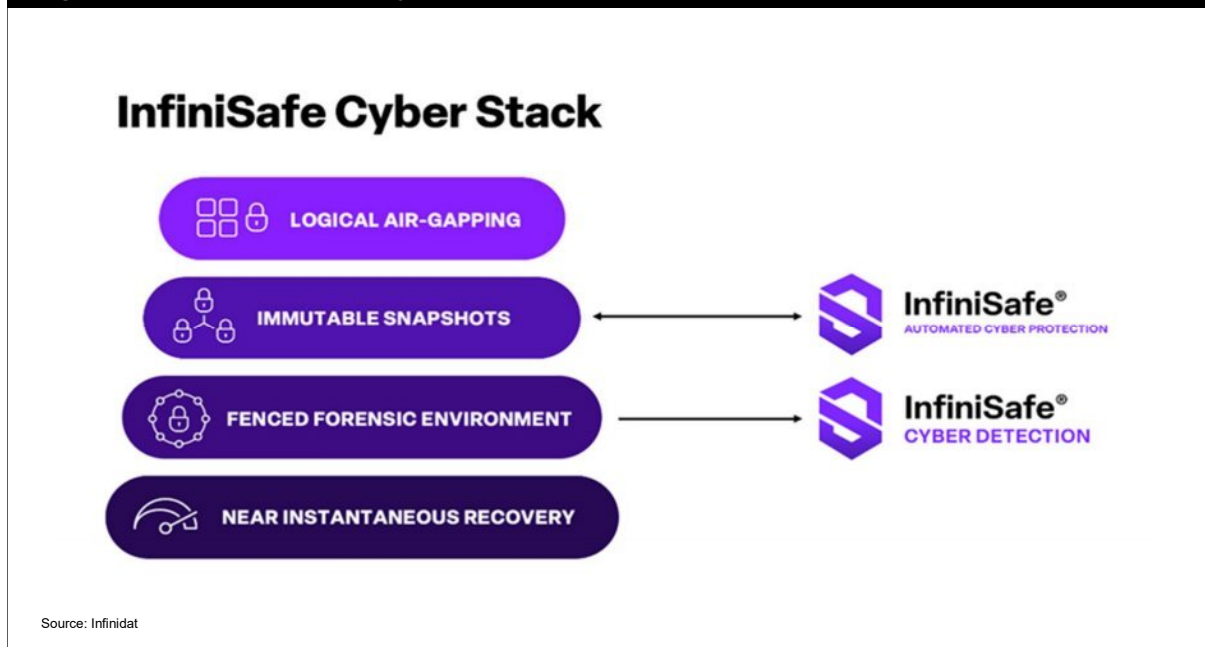 InfiniSafe Cyber Stack
LOGICAL AIR-GAPPING
IMMUTABLE SNAPSHOTS
InfiniSafe®
AUTOMATED CYBER PROTECTION
FENCED FORENSIC ENVIRONMENT
InfiniSafe®
CYBER DETECTION
NEAR INSTANTANEOUS RECOVERY
Source: Infinidat